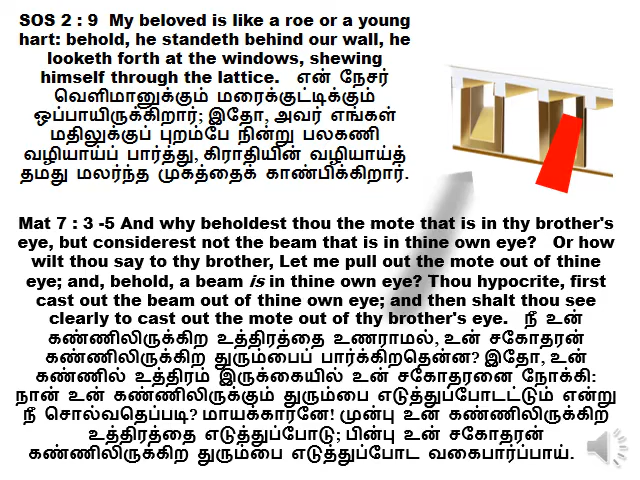 SOS 2 : 9 My beloved is like a roe or a young
hart: behold, he standeth behind our wall, he
looketh forth at the windows, shewing
himself through the lattice. என் நேசர்
வெளிமானுக்கும் மரைக்குட்டிக்கும்
ஒப்பாயிருக்கிறார்; இதோ, அவர் எங்கள்
மதிலுக்குப் புறம்பே நின்று பலகணி
வழியாய்ப் பார்த்து, கிராதியின் வழியாய்த்
தமது மலர்ந்த முகத்தைக் காண்பிக்கிறார்.
Mat 7 : 3 -5 And why beholdest thou the mote that is in thy brother's
eye, but considerest not the beam that is in thine own eye? Or how
wilt thou say to thy brother, Let me pull out the mote out of thine
eye; and, behold, a beam is in thine own eye? Thou hypocrite, first
cast out the beam out of thine own eye; and then shalt thou see
clearly to cast out the mote out of thy brother's eye. நீ உன்
கண்ணிலிருக்கிற உத்திரத்தை உணராமல், உன் சகோதரன்
கண்ணிலிருக்கிற துரும்பைப் பார்க்கிறதென்ன? இதோ, உன்
கண்ணில் உத்திரம் இருக்கையில் உன் சகோதரனை நோக்கி:
நான் உன் கண்ணிலிருக்கும் துரும்பை எடுத்துப்போடட்டும் என்று
நீ சொல்வதெப்படி? மாயக்காரனே! முன்பு உன் கண்ணிலிருக்கிற
உத்திரத்தை எடுத்துப்போடு; பின்பு உன் சகோதரன்
கண்ணிலிருக்கிற துரும்பை எடுத்துப்போட வகைபார்ப்பாய்.